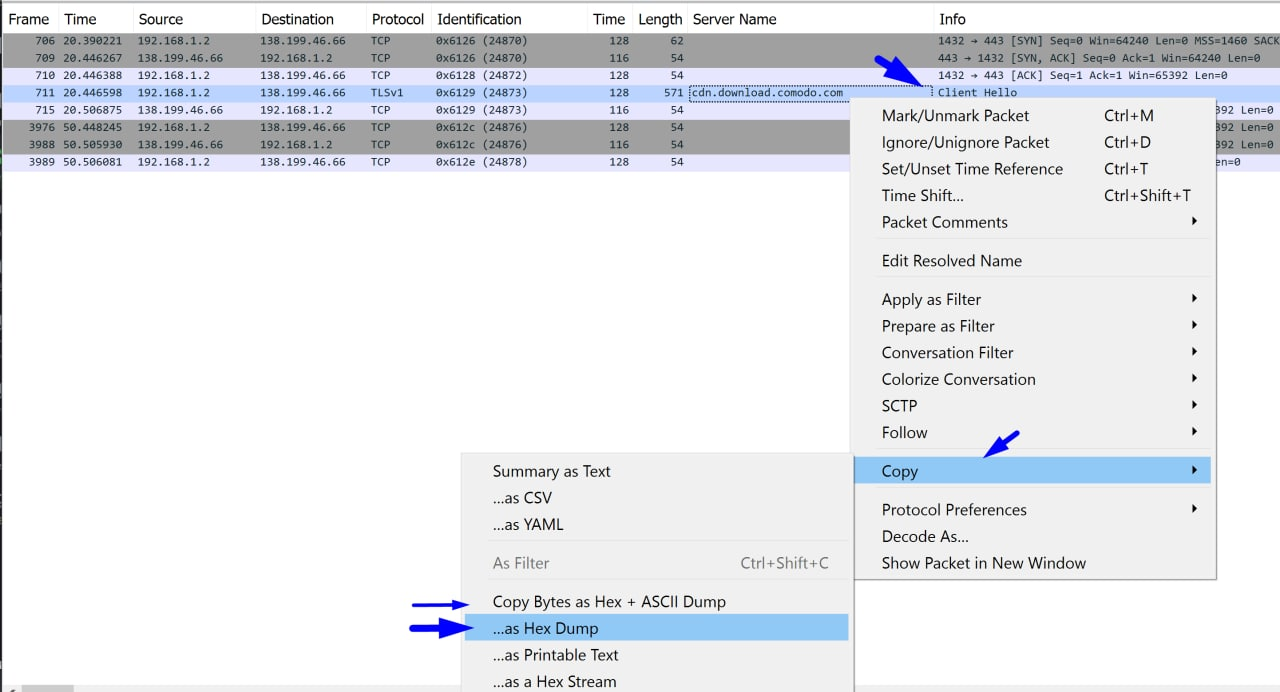 Frame Time Source Destination Protocol Identification Time Length Server Name Info
706 20.390221 192.168.1.2 138.199.46.66 TCP 0x6126 (24870) 128 62 1432 → 443 [SYN] Seq=0 Win=64240 Len=0 MSS=1460 SACK
709 20.446267 138.199.46.66 192.168.1.2 TCP 0x6126 (24870) 116 54 443 → 1432 [SYN, ACK] Seq=0 Ack=1 Win=64240 Len=0
710 20.446388 192.168.1.2 138.199.46.66 TCP 0x6128 (24872) 128 54 1432 → 443 [ACK] Seq=1 Ack=1 Win=65392 Len=0
711 20.446598 192.168.1.2 138.199.46.66 TLSv1 0x6129 (24873) 128 571 cdn.download.comodo.com Client Hello
715 20.506875 138.199.46.66 192.168.1.2 TCP 0x6129 (24873) 116 54 392 Len=0
3976 50.448245 192.168.1.2 138.199.46.66 TCP 0x612c (24876) 128 54 392 Len=0
3988 50.505930 138.199.46.66 192.168.1.2 TCP 0x612c (24876) 116 54 392 Len=0
3989 50.506081 192.168.1.2 138.199.46.66 TCP 0x612e (24878) 128 54 en=0
Mark/Unmark Packet Ctrl+M
Ignore/Unignore Packet Ctrl+D
Set/Unset Time Reference Ctrl+T
Time Shift... Ctrl+Shift+T
Packet Comments
Edit Resolved Name
Apply as Filter
Prepare as Filter
Conversation Filter
Colorize Conversation
SCTP
Follow
Copy
Protocol Preferences
Decode As...
Show Packet in New Window
Summary as Text
...as CSV
...as YAML
As Filter Ctrl+Shift+C
Copy Bytes as Hex + ASCII Dump
...as Hex Dump
...as Printable Text
...as a Hex Stream